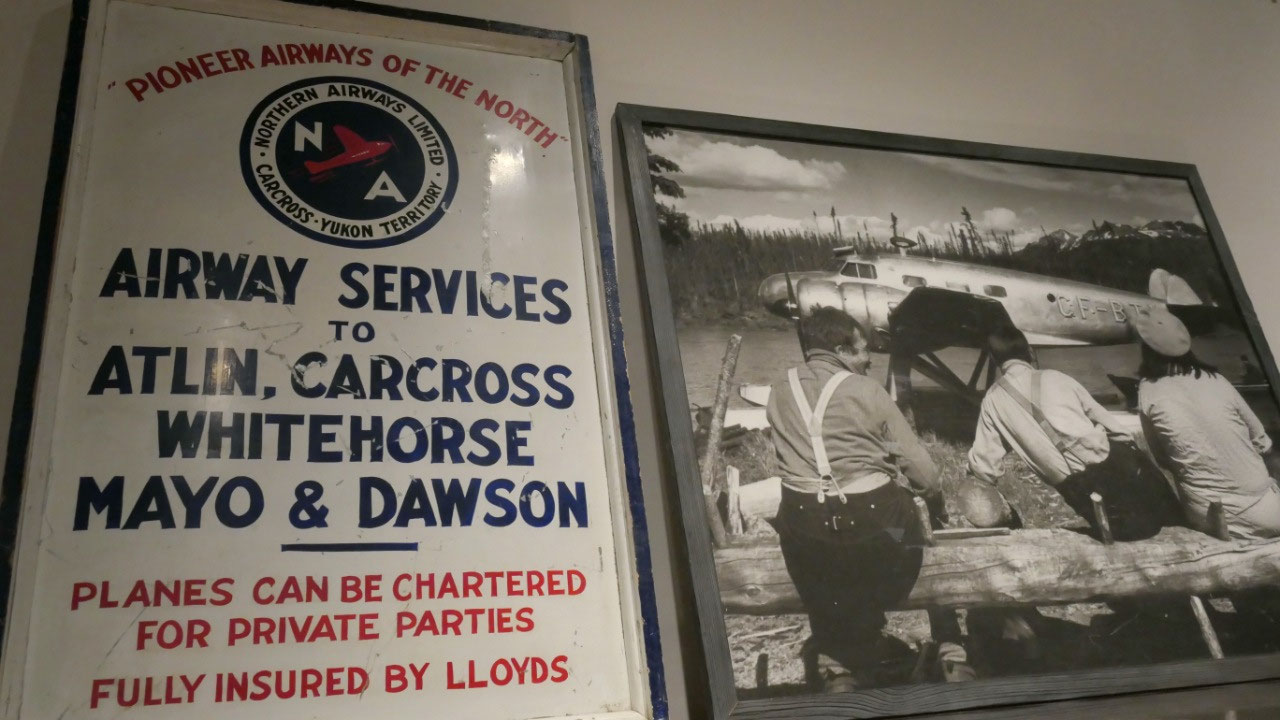 "PIONEER AIRWAYS OF THE NORTH"
NORTHERN AIRWAYS LIMITED
N
A
· CARCROSS · YUKON TERRITORY ·
AIRWAY SERVICES
TO
ATLIN, CARCROSS
WHITEHORSE
MAYO & DAWSON
PLANES CAN BE CHARTERED
FOR PRIVATE PARTIES
FULLY INSURED BY LLOYDS